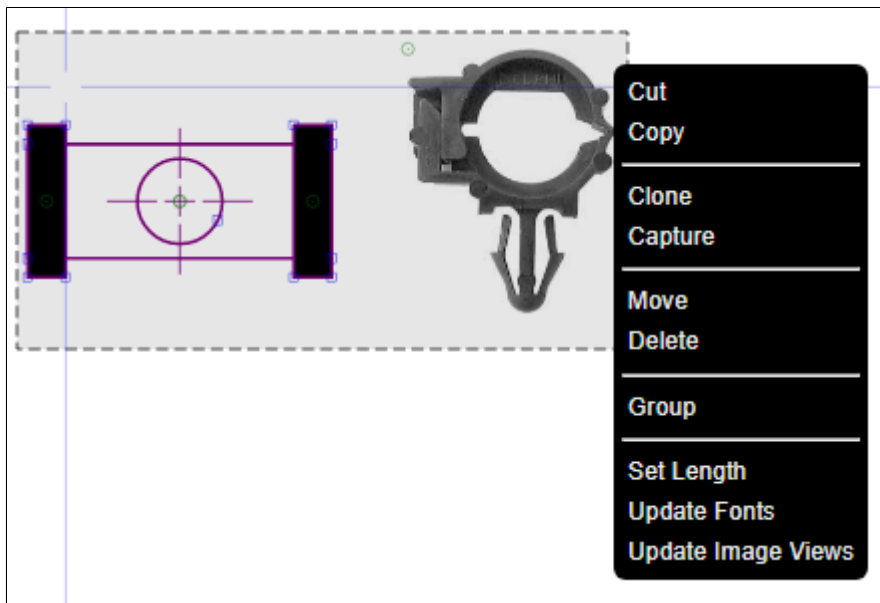 Cut
Copy
Clone
Capture
Move
Delete
Group
Set Length
Update Fonts
Update Image Views